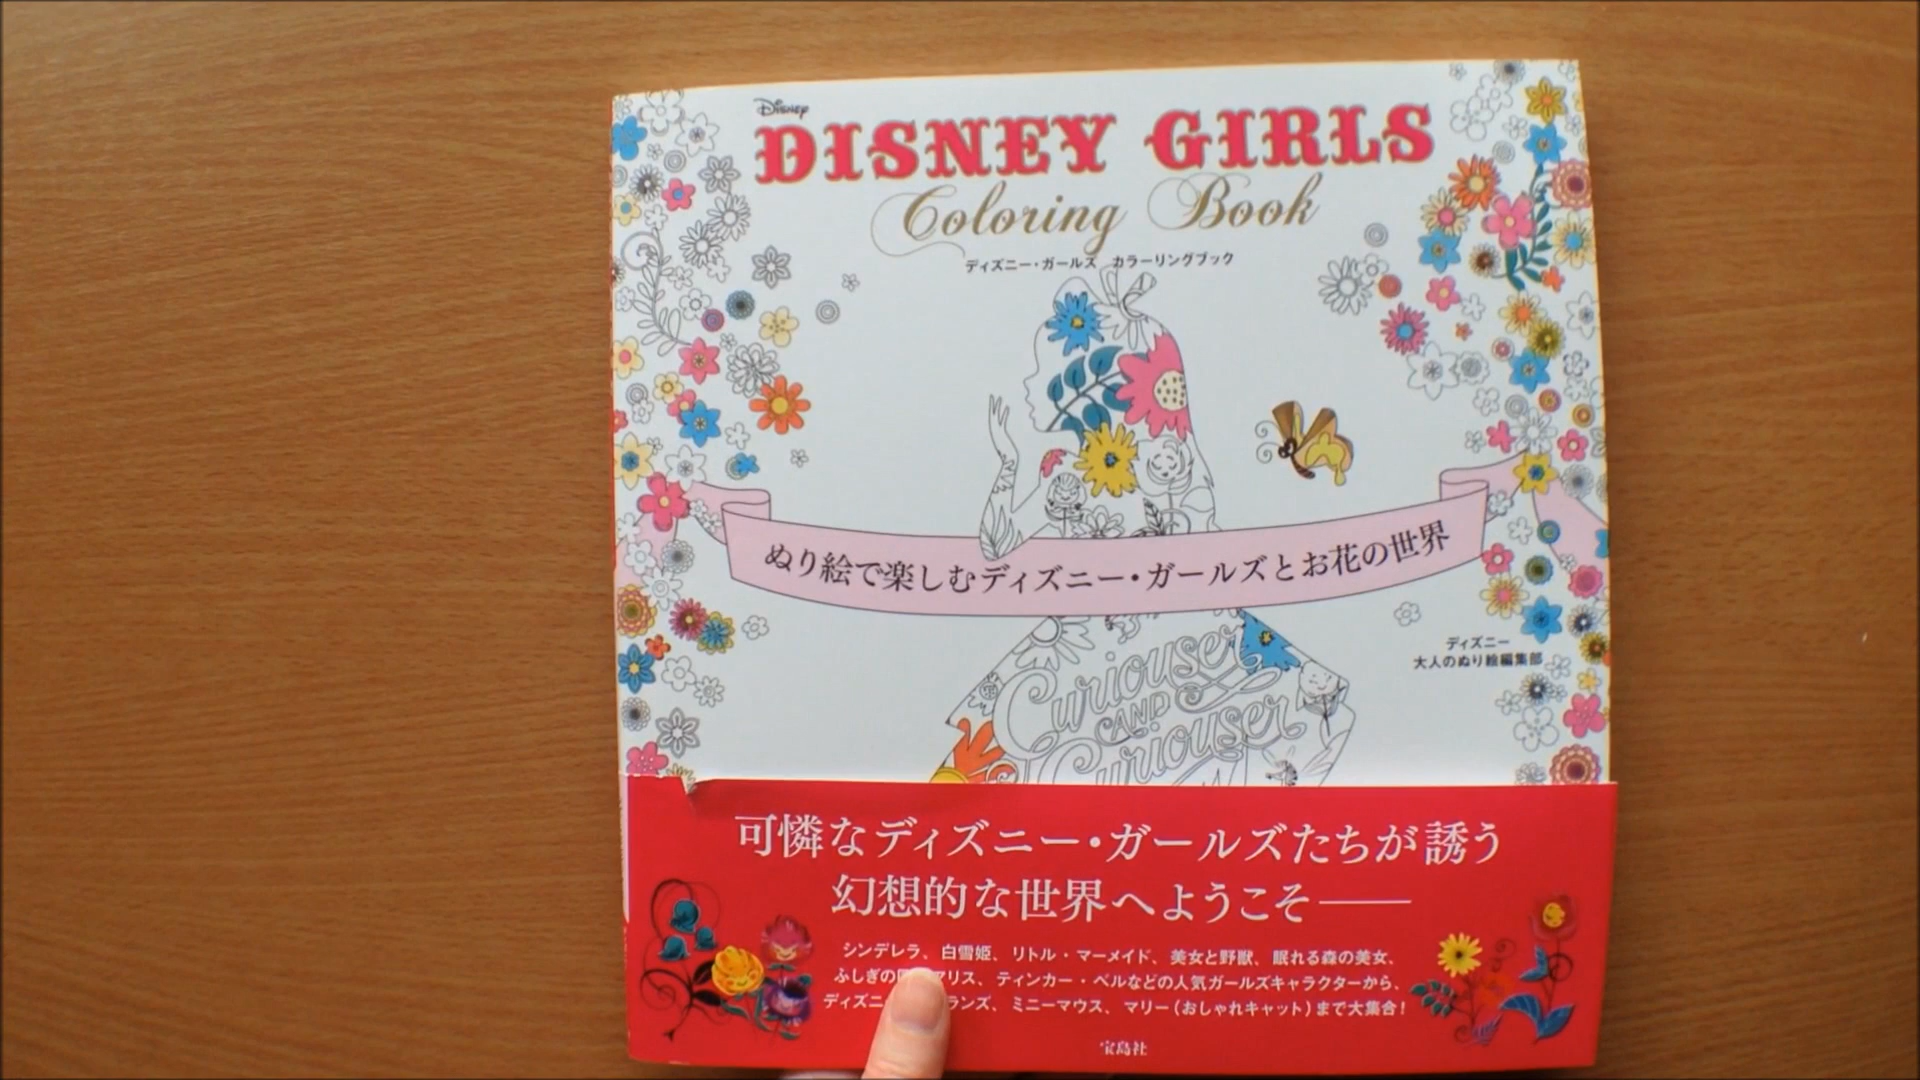 Disney
DISNEY GIRLS
Coloring Book
ディズニー・ガールズ カラーリングブック
ぬり絵で楽しむディズニー・ガールズとお花の世界
ディズニー
大人のぬり絵編集部
Curiouser
AND
Curiouser
可憐なディズニー・ガールズたちが誘う
幻想的な世界へようこそ――
シンデレラ、白雪姫、リトル・マーメイド、美女と野獣、眠れる森の美女、
ふしぎの アリス、ティンカー・ベルなどの人気ガールズキャラクターから、
ディズニ ランズ、ミニーマウス、マリー（おしゃれキャット）まで大集合！
宝島社